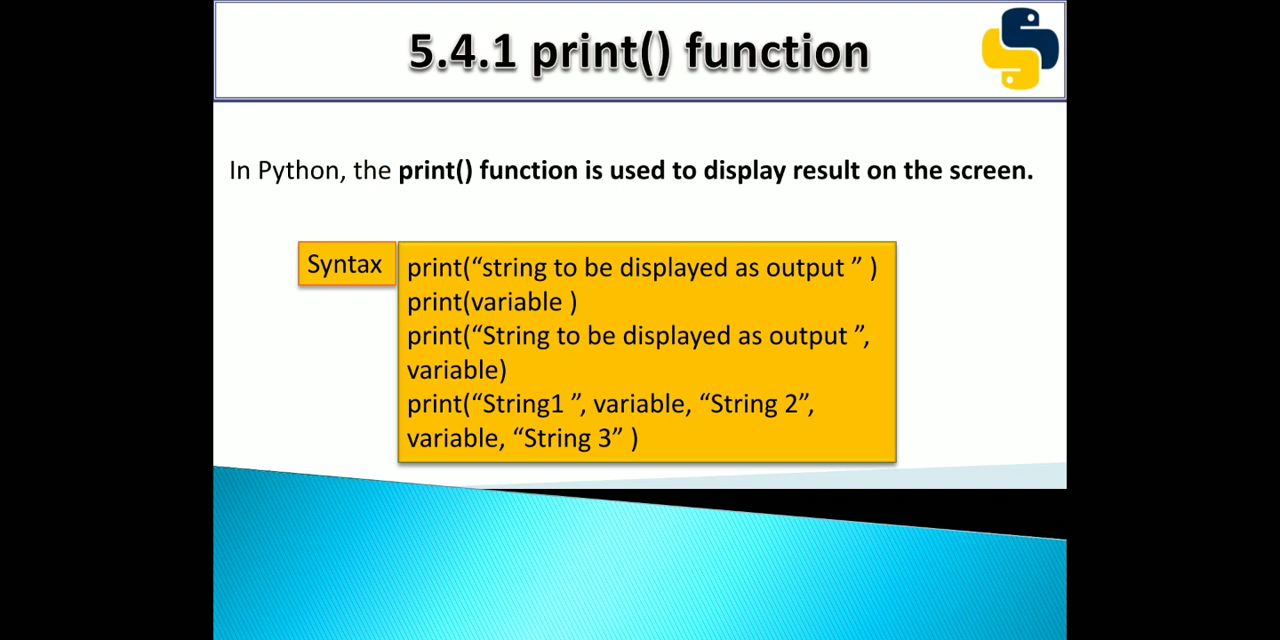 5.4.1 print() function
In Python, the print() function is used to display result on the screen.
Syntax
print(“string to be displayed as output ” )
print(variable )
print(“String to be displayed as output ”,
variable)
print(“String1 ”, variable, “String 2”,
variable, “String 3” )